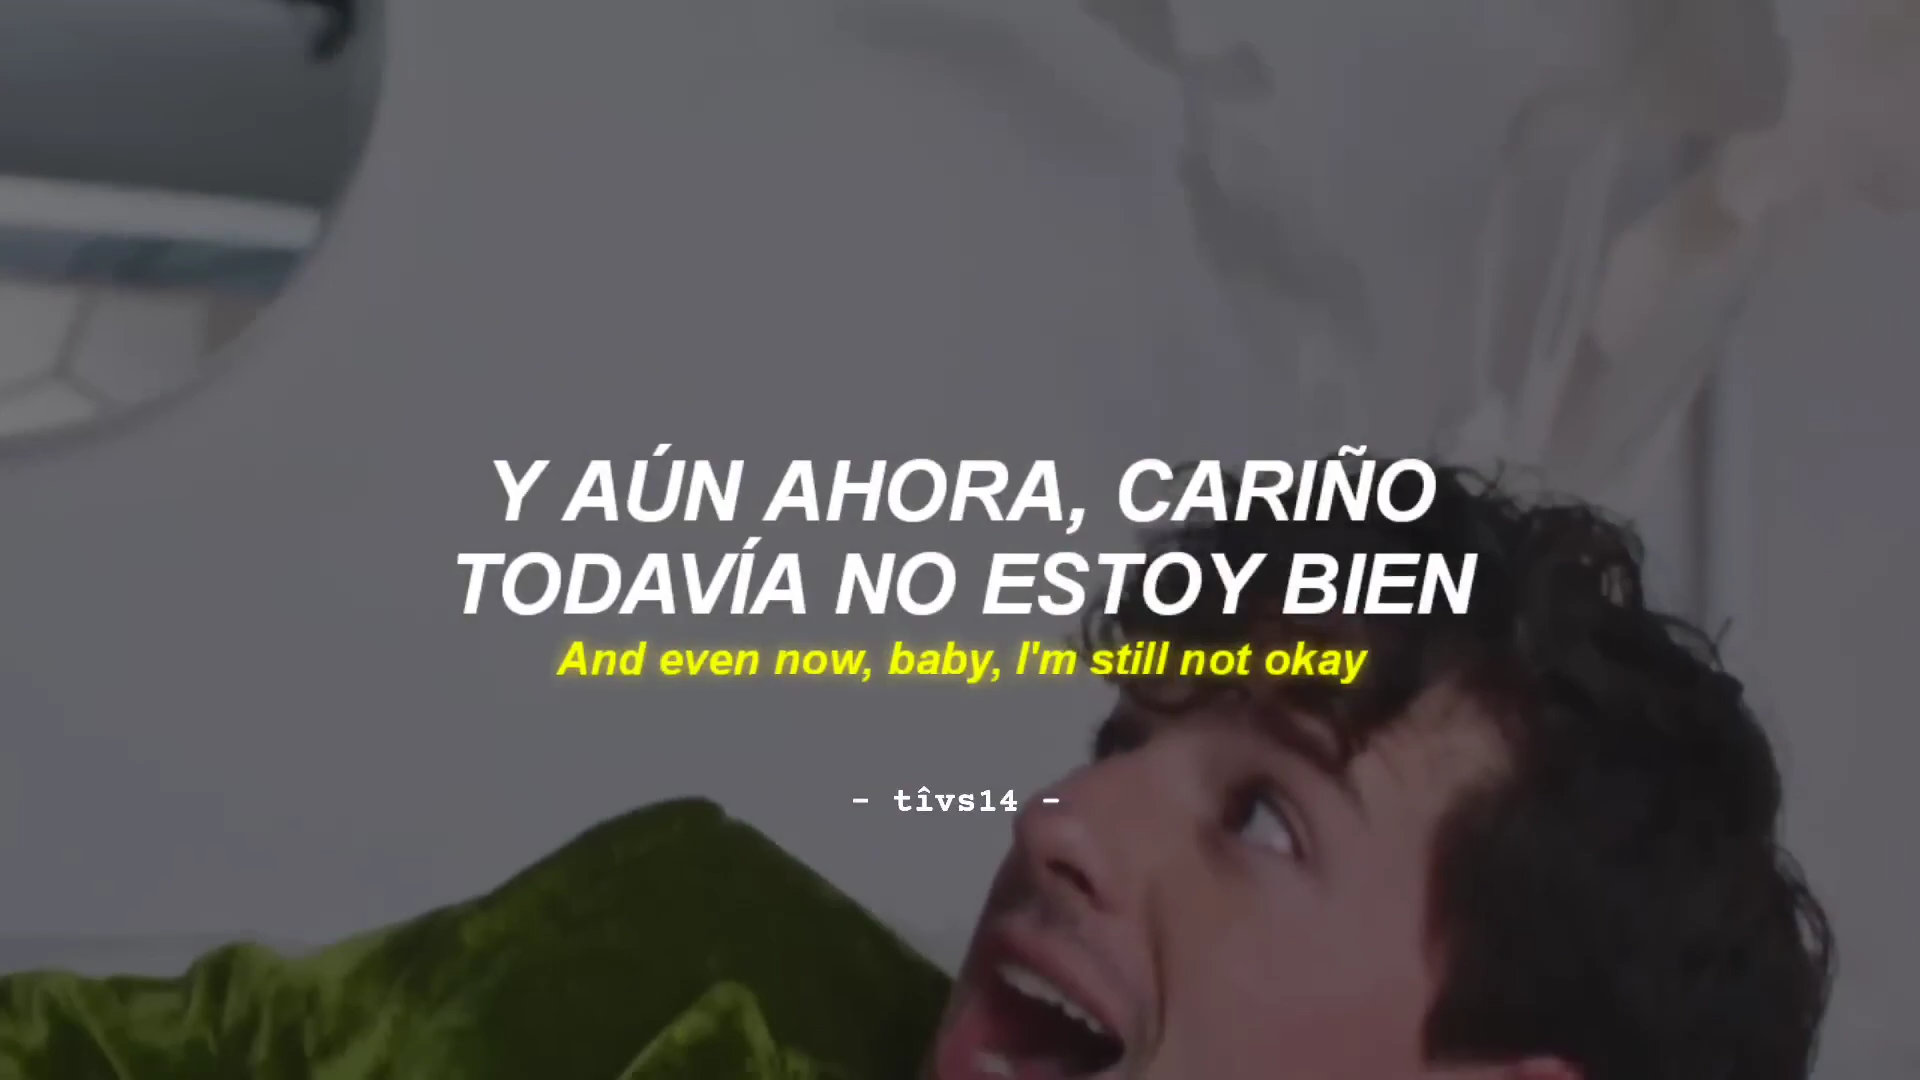 Y AÚN AHORA, CARIÑO
TODAVÍA NO ESTOY BIEN
And even now, baby, I'm still not okay
- tîvs14 -